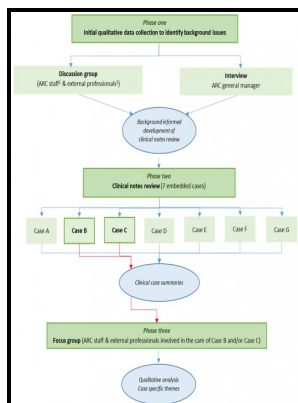 Phase one
Initial qualitative data collection to identify background issues
Discussion group
(ARC staff¹ & external professionals²)
Interview
ARC general manager
Background informed
development of
clinical notes review
Phase two
Clinical notes review (7 embedded cases)
Case A
Case B
Case C
Case D
Case E
Case F
Case G
Clinical case summaries
Phase three
Focus group (ARC staff & external professionals involved in the care of Case B and/or Case C)
Qualitative analysis
Case specific themes